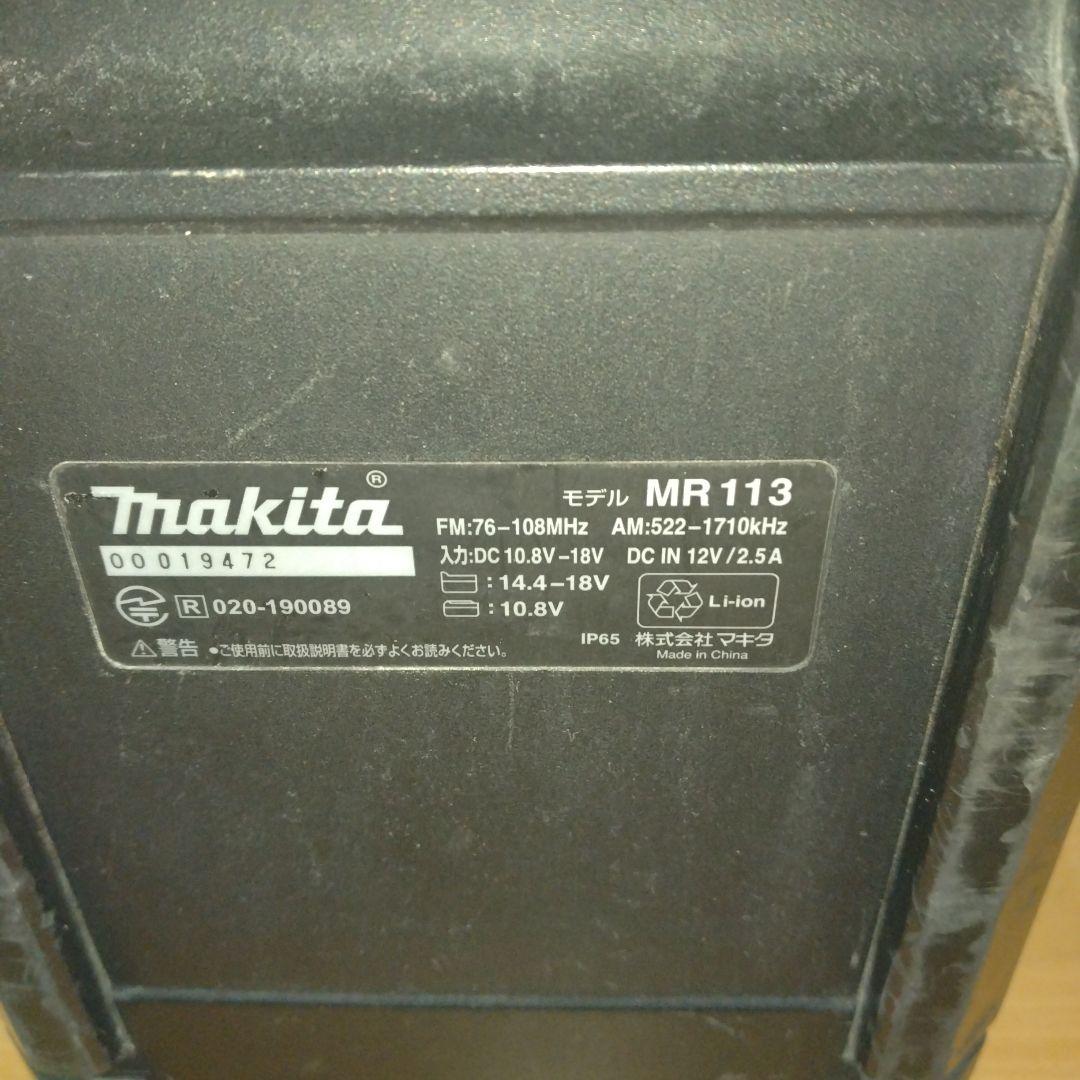 makita®
00019472
R 020-190089
モデル MR113
FM:76-108MHz AM:522-1710kHz
入力:DC 10.8V-18V DC IN 12V/2.5A
:14.4-18V
:10.8V
Li-ion
警告 •ご使用前に取扱説明書を必ずよくお読みください。
IP65 株式会社マキタ
Made in China